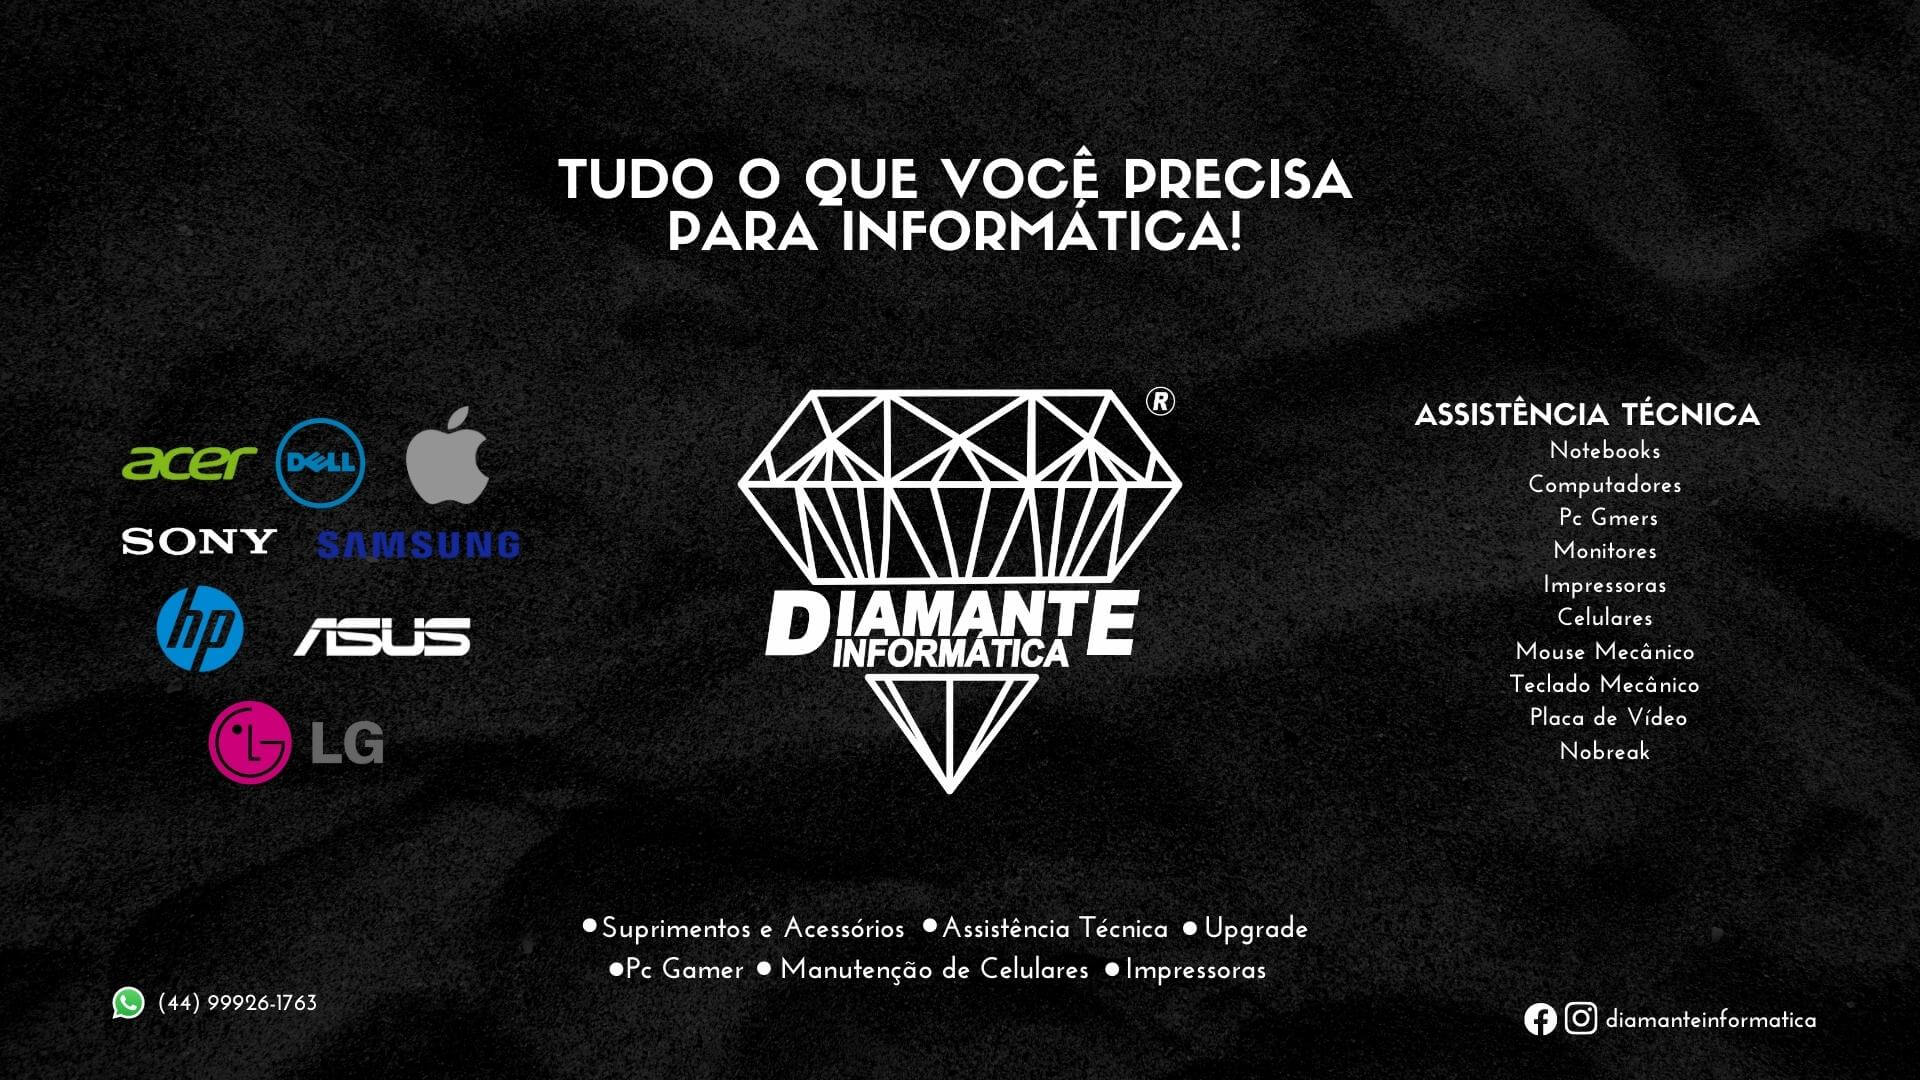 TUDO O QUE VOCÊ PRECISA
PARA INFORMÁTICA!
acer
DELL
SONY
SAMSUNG
hp
ASUS
LG
LG
®
DIAMANTE
INFORMÁTICA
ASSISTÊNCIA TÉCNICA
Notebooks
Computadores
Pc Gmers
Monitores
Impressoras
Celulares
Mouse Mecânico
Teclado Mecânico
Placa de Vídeo
Nobreak
•Suprimentos e Acessórios •Assistência Técnica • Upgrade
•Pc Gamer • Manutenção de Celulares •Impressoras
(44) 99926-1763
diamanteinformatica